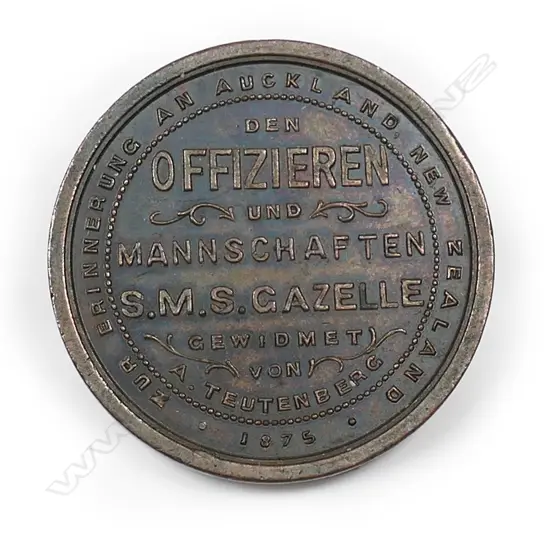 ZUR ERINNERUNG AN AUCKLAND, NEW ZEALAND
DEN
OFFIZIEREN
UND
MANNSCHAFTEN
S.M.S. GAZELLE
(GEWIDMET)
VON
A. TEUTENBERG
• 1875 •